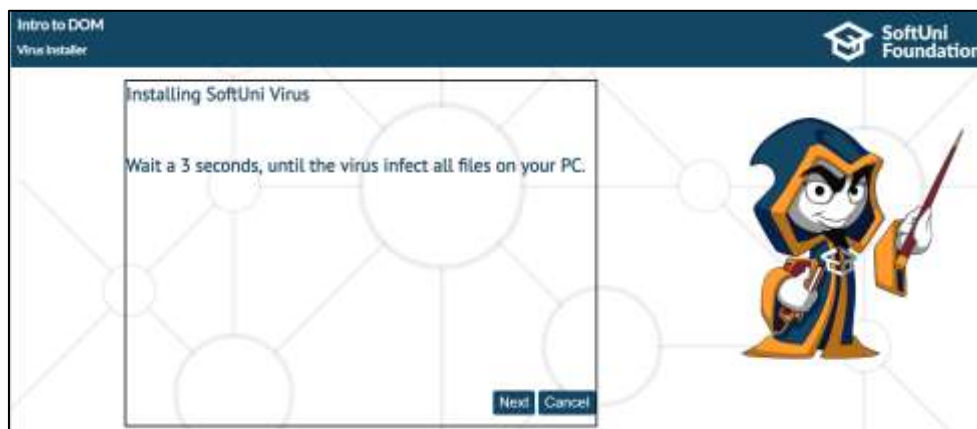 Intro to DOM
Virus Installer
SoftUni
Foundation
Installing SoftUni Virus
Wait a 3 seconds, until the virus infect all files on your PC.
Next Cancel